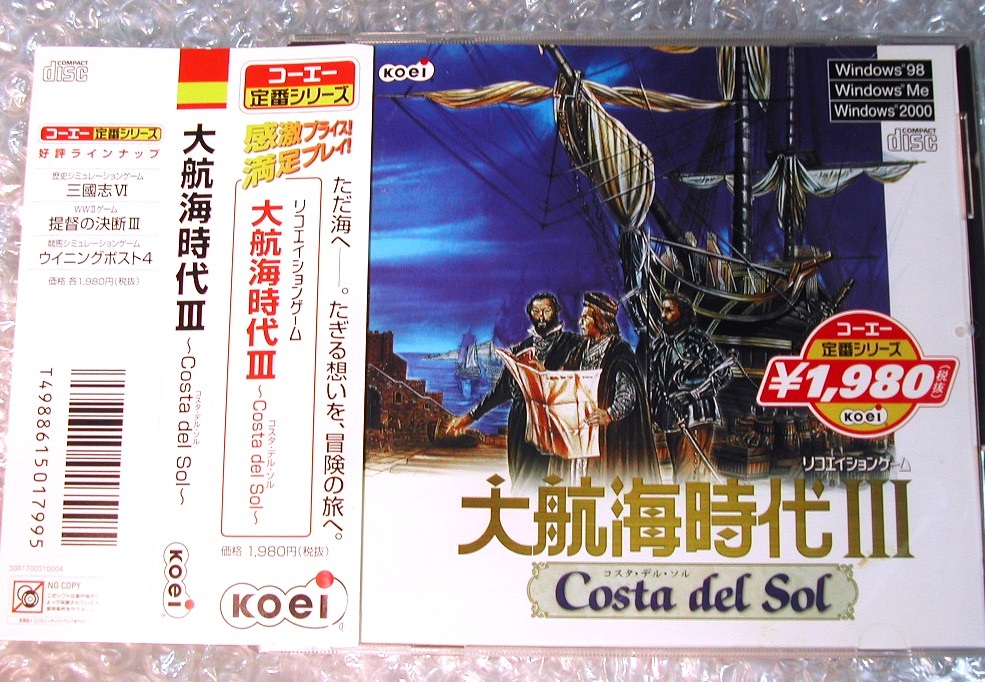 COMPACT
disc
コーエー 定番シリーズ
好評ラインナップ
歴史シミュレーションゲーム
三國志Ⅵ
WWⅡゲーム
提督の決断Ⅲ
競馬シミュレーションゲーム
ウイニングポスト4
価格 各1,980円(税抜)
T4988615017995
3001700310004
NO COPY
大航海時代Ⅲ
コスタ・デル・ソル
~Costa del Sol~
KOEI
コーエー
定番シリーズ
感激プライス!
満足プレイ!
ただ海へ――。たぎる想いを、冒険の旅へ。
リコエイションゲーム
大航海時代Ⅲ
コスタ・デル・ソル
~Costa del Sol~
価格 1,980円(税抜)
KOEI
KOEI
Windows®98
Windows®Me
Windows®2000
COMPACT
disc
コーエー
定番シリーズ
¥1,980(税抜)
KOEI
リコエイションゲーム
大航海時代Ⅲ
コスタ・デル・ソル
Costa del Sol